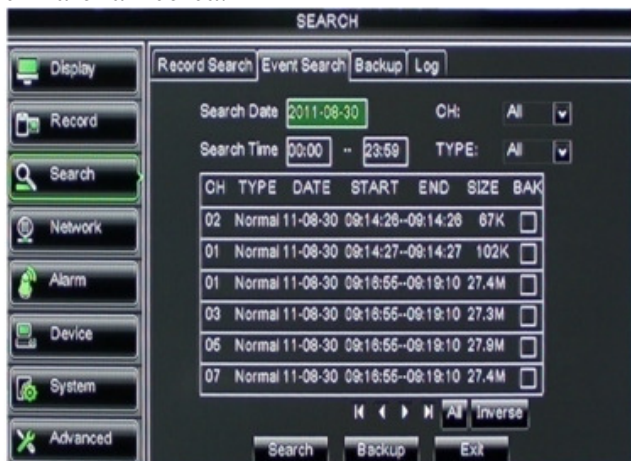 SEARCH
Display
Record
Search
Network
Alarm
Device
System
Advanced
Record Search Event Search Backup Log
Search Date 2011-08-30 CH: All
Search Time 00:00 -- 23:59 TYPE: All
CH TYPE DATE START END SIZE BAK
02 Normal 11-08-30 09:14:26--09:14:26 67K
01 Normal 11-08-30 09:14:27--09:14:27 102K
01 Normal 11-08-30 09:16:55--09:19:10 27.4M
03 Normal 11-08-30 09:16:55--09:19:10 27.3M
05 Normal 11-08-30 09:16:55--09:19:10 27.9M
07 Normal 11-08-30 09:16:55--09:19:10 27.4M
All Inverse
Search Backup Exit